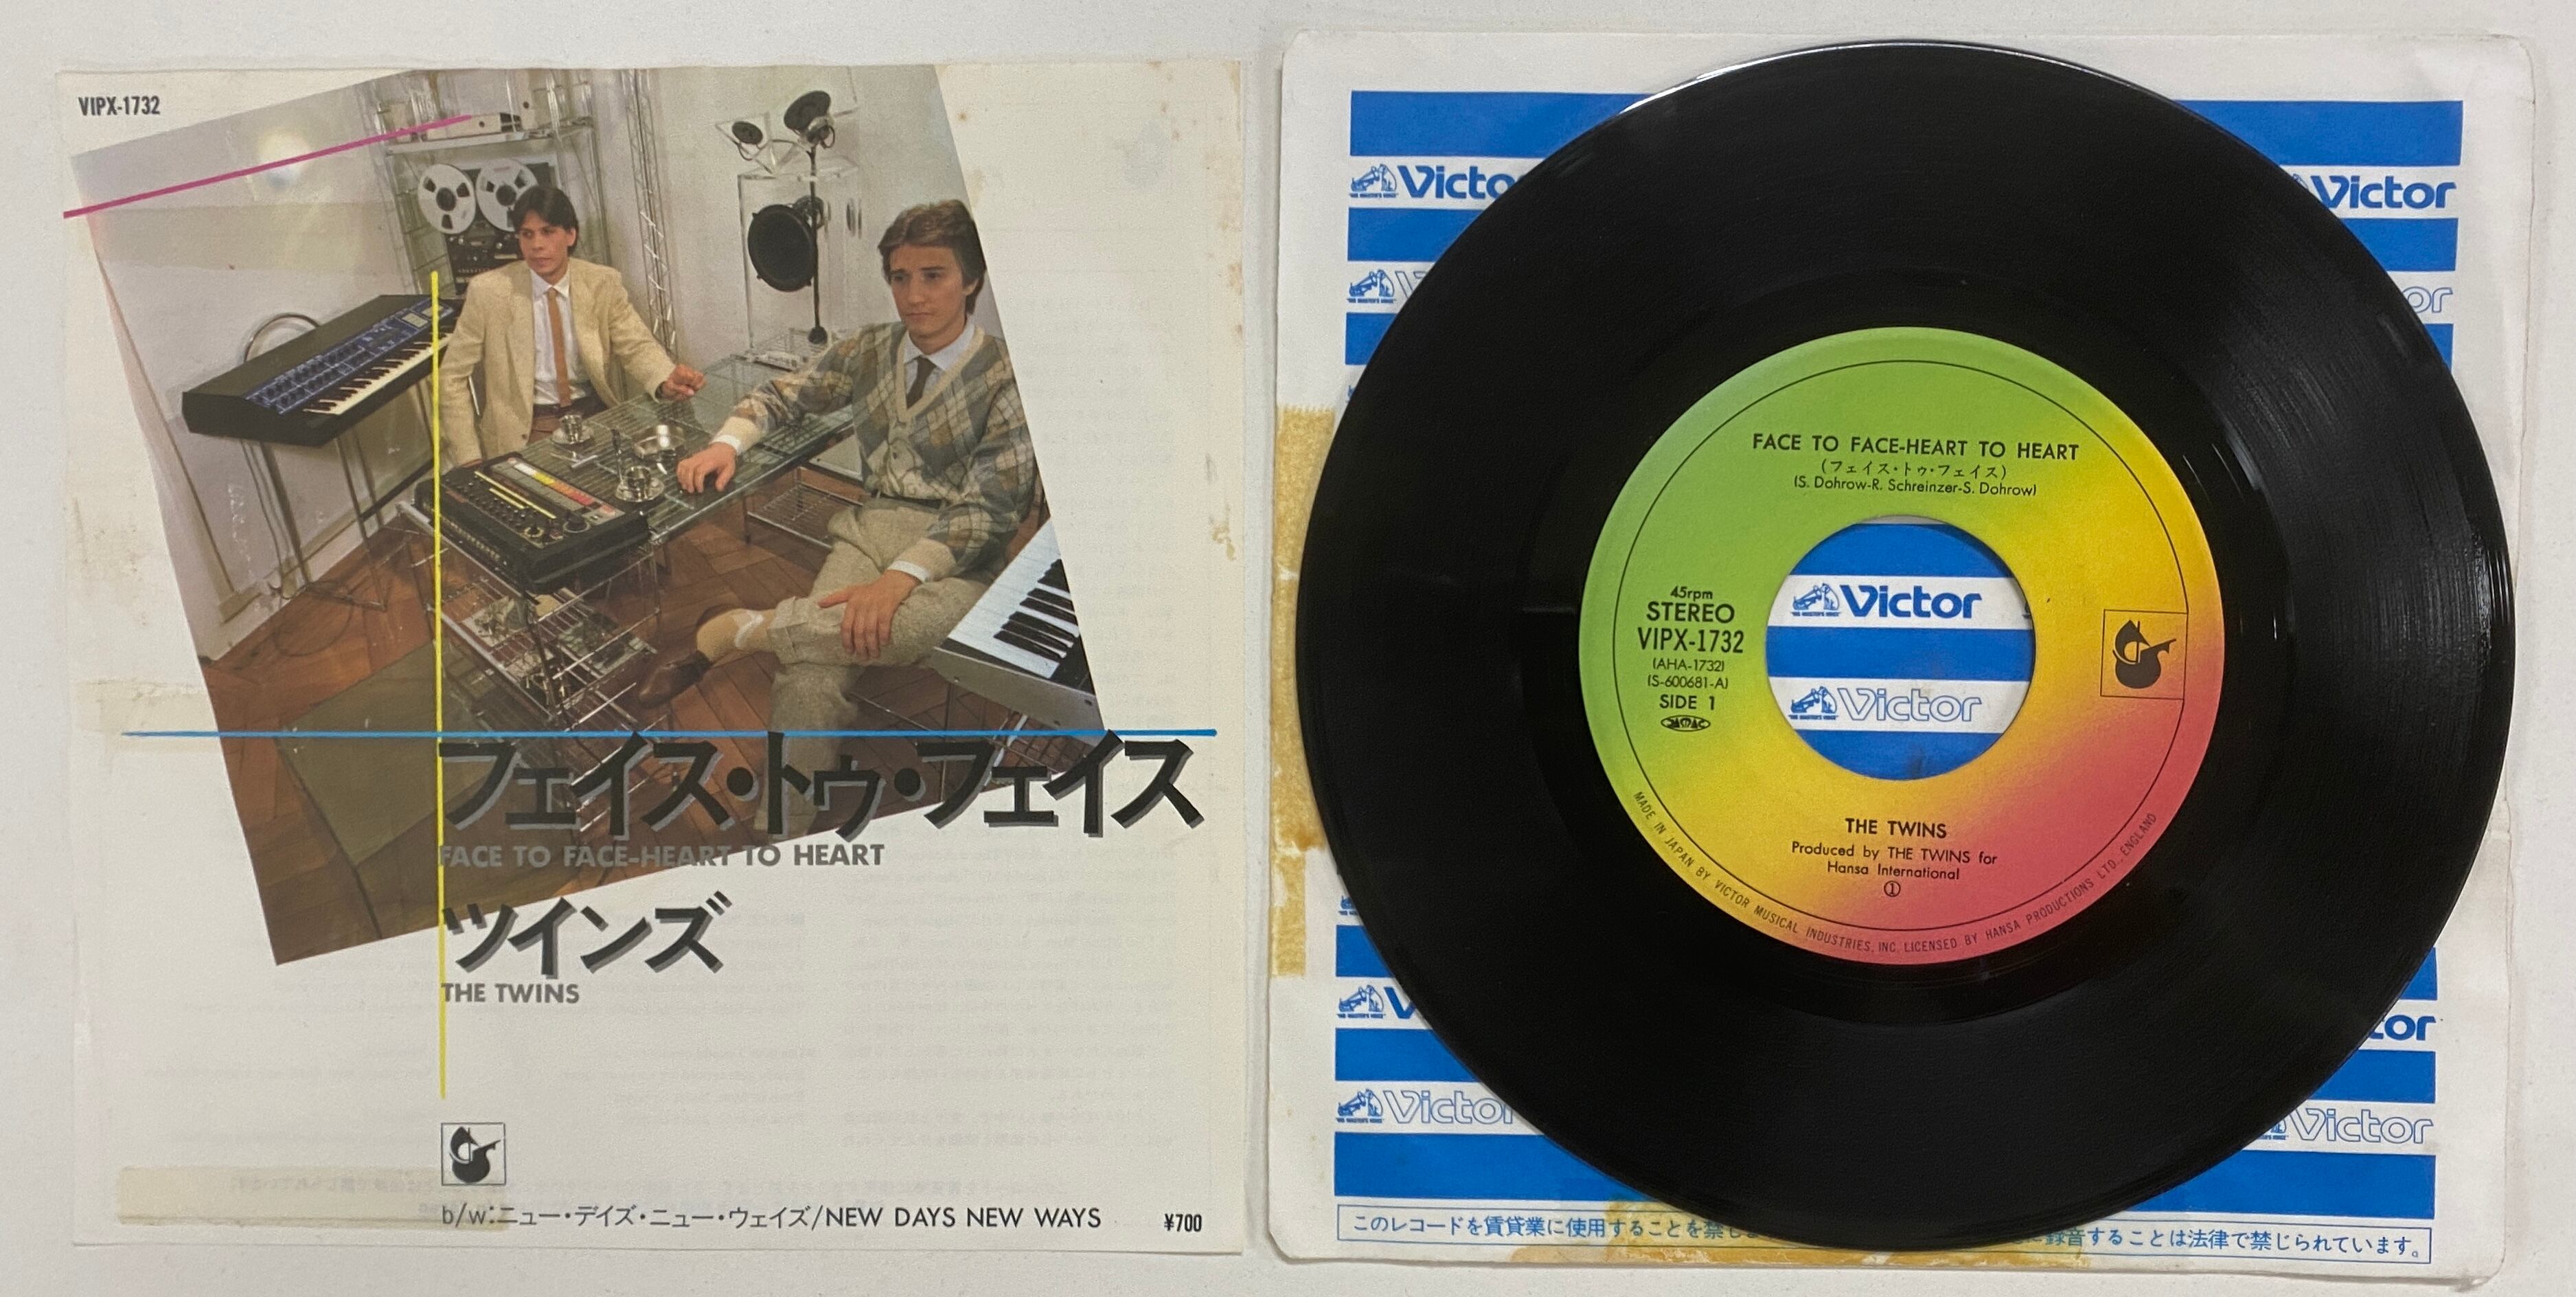 VIPX-1732
フェイス・トゥ・フェイス
FACE TO FACE-HEART TO HEART
ツインズ
THE TWINS
b/w:ニュー・デイズ・ニュー・ウェイズ/NEW DAYS NEW WAYS
¥700
Victor
Victor
FACE TO FACE-HEART TO HEART
(フェイス・トゥ・フェイス)
(S. Dohrow-R. Schreinzer-S. Dohrow)
45rpm
STEREO
VIPX-1732
(AHA-1732)
(S-600681-A)
SIDE 1
Victor
Victor
THE TWINS
Produced by THE TWINS for
Hansa International
①
MADE IN JAPAN BY VICTOR MUSICAL INDUSTRIES, INC. LICENSED BY HANSA PRODUCTIONS LTD., ENGLAND
Victor
Victor
このレコードを賃貸業に使用することを禁じ
録音することは法律で禁じられています。